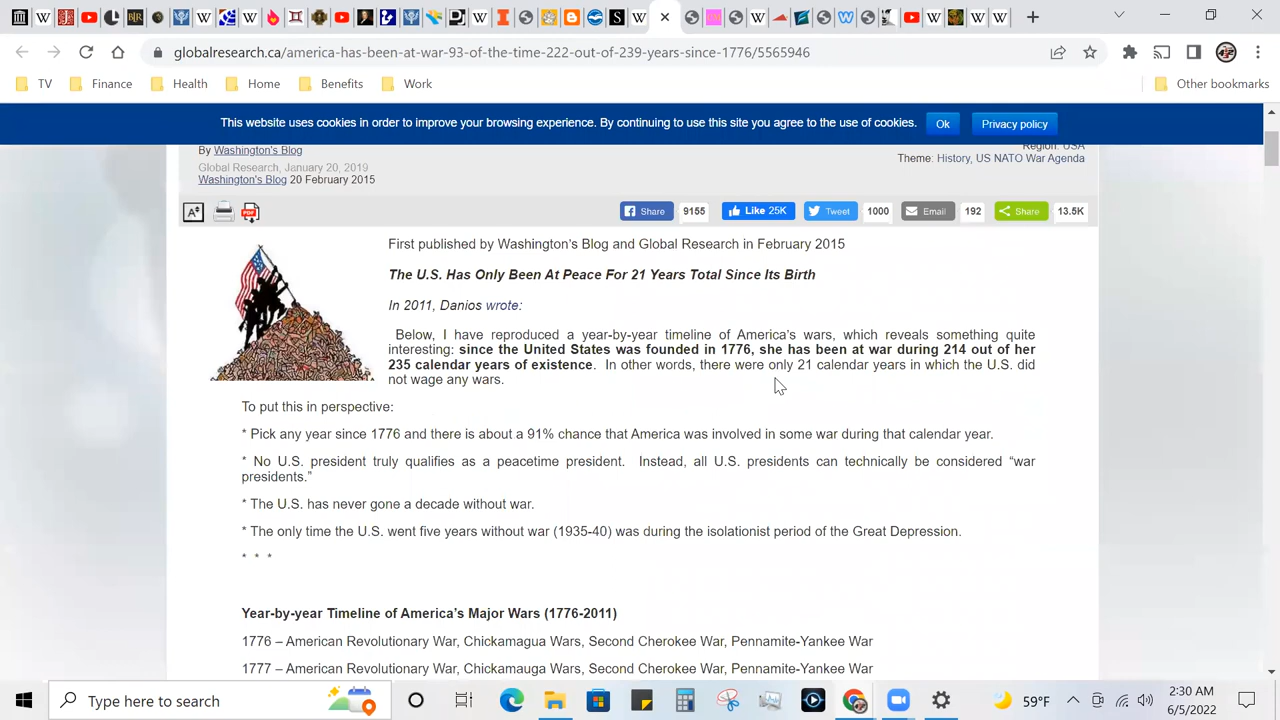 globalresearch.ca/america-has-been-at-war-93-of-the-time-222-out-of-239-years-since-1776/5565946
TV Finance Health Home Benefits Work Other bookmarks
This website uses cookies in order to improve your browsing experience. By continuing to use this site you agree to the use of cookies. Ok Privacy policy
By Washington's Blog Region: USA
Global Research, January 20, 2019 Theme: History, US NATO War Agenda
Washington's Blog 20 February 2015
A Share 9155 Like 25K Tweet 1000 Email 192 Share 13.5K
First published by Washington's Blog and Global Research in February 2015
The U.S. Has Only Been At Peace For 21 Years Total Since Its Birth
In 2011, Danios wrote:
Below, I have reproduced a year-by-year timeline of America's wars, which reveals something quite
interesting: since the United States was founded in 1776, she has been at war during 214 out of her
235 calendar years of existence. In other words, there were only 21 calendar years in which the U.S. did
not wage any wars.
To put this in perspective:
* Pick any year since 1776 and there is about a 91% chance that America was involved in some war during that calendar year.
* No U.S. president truly qualifies as a peacetime president. Instead, all U.S. presidents can technically be considered “war
presidents.”
* The U.S. has never gone a decade without war.
* The only time the U.S. went five years without war (1935-40) was during the isolationist period of the Great Depression.
* * *
Year-by-year Timeline of America's Major Wars (1776-2011)
1776 – American Revolutionary War, Chickamagua Wars, Second Cherokee War, Pennamite-Yankee War
1777 – American Revolutionary War, Chickamauga Wars, Second Cherokee War, Pennamite-Yankee War
Type here to search 59°F 2:30 AM
6/5/2022